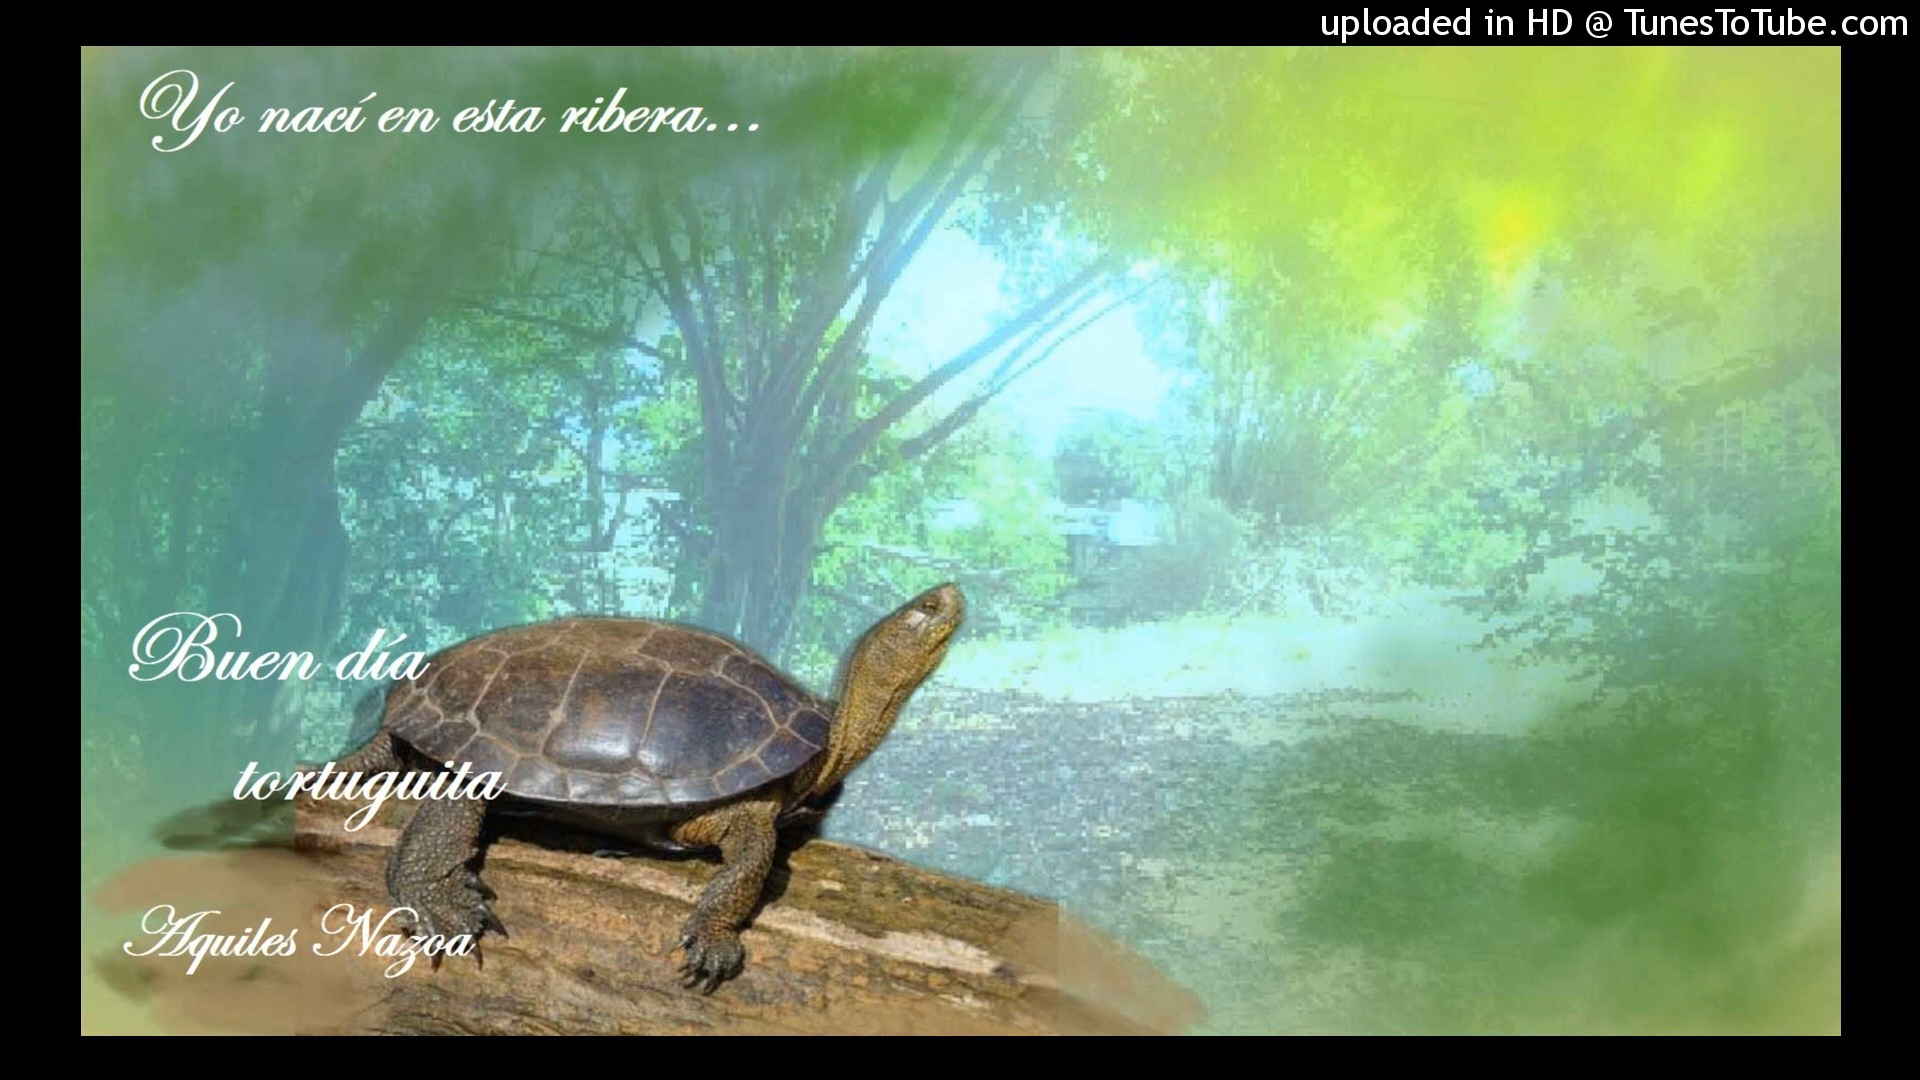 uploaded in HD @ TunesToTube.com
Yo nací en esta ribera...
Buen día
tortuguita
Aquiles Nazoa